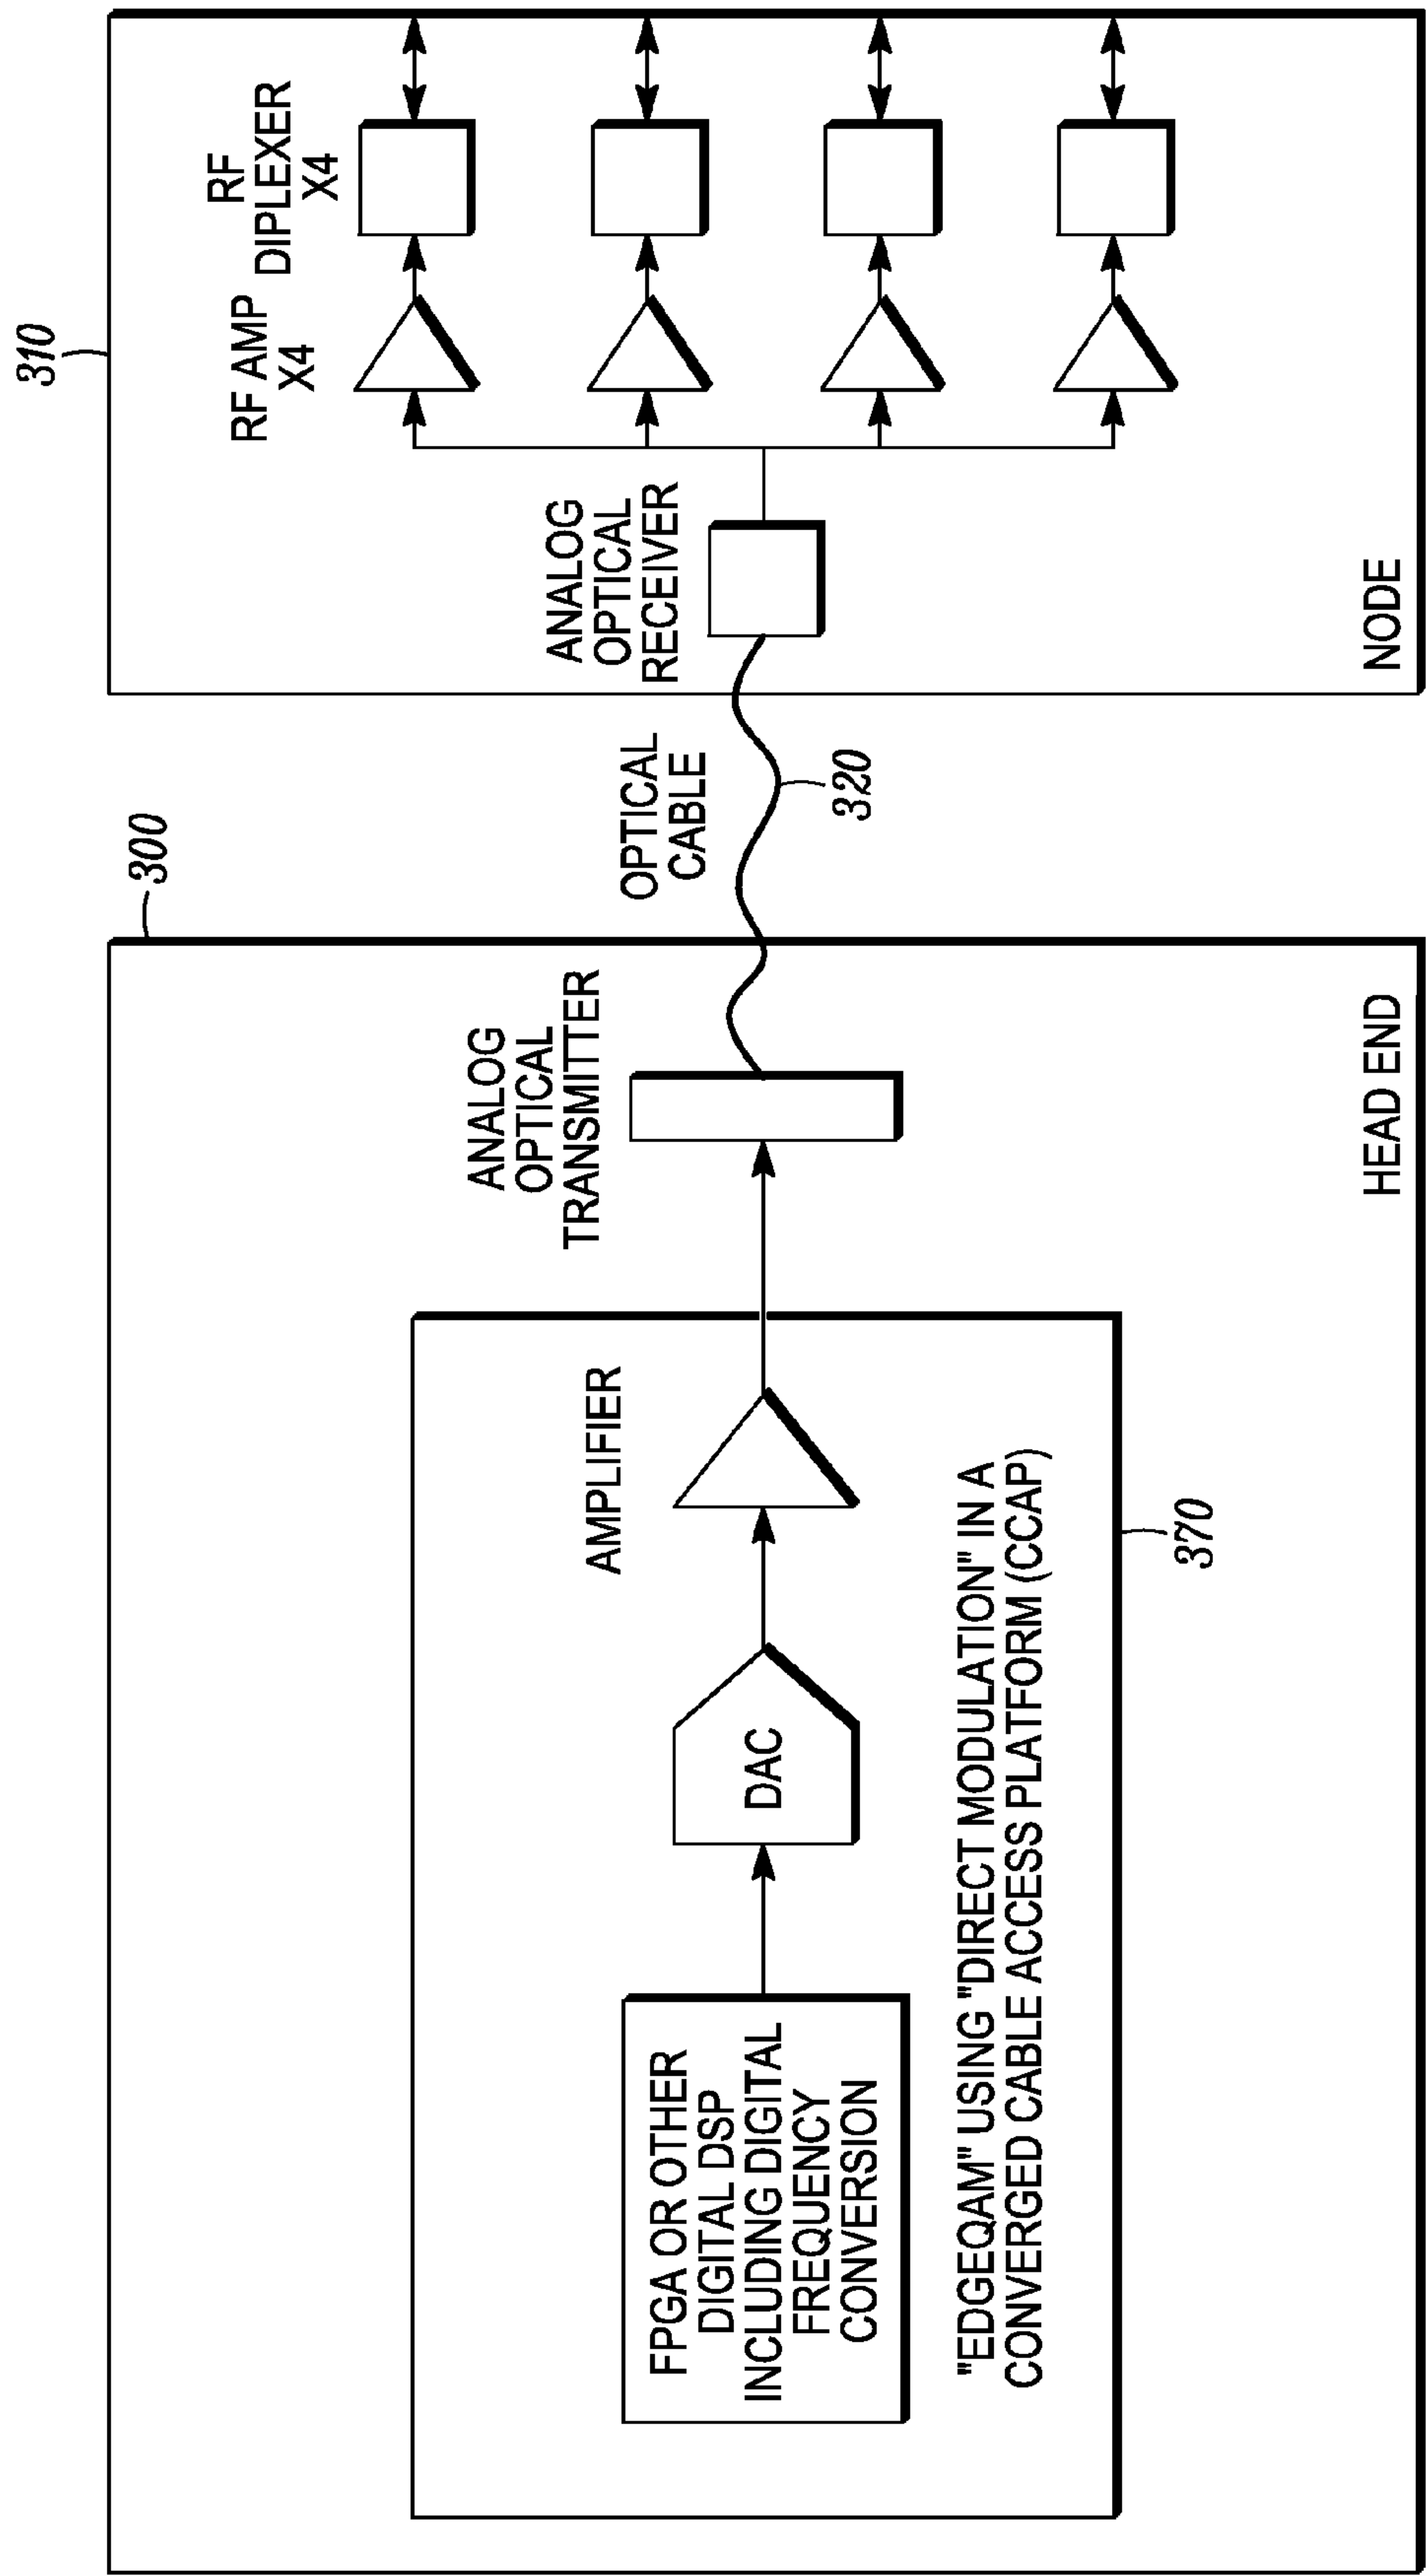 300
FPGA OR OTHER
DIGITAL DSP
INCLUDING DIGITAL
FREQUENCY
CONVERSION
DAC
AMPLIFIER
"EDGEQAM" USING "DIRECT MODULATION" IN A
CONVERGED CABLE ACCESS PLATFORM (CCAP)
370
ANALOG
OPTICAL
TRANSMITTER
HEAD END
OPTICAL
CABLE
320
310
ANALOG
OPTICAL
RECEIVER
RF AMP
X4
RF
DIPLEXER
X4
NODE